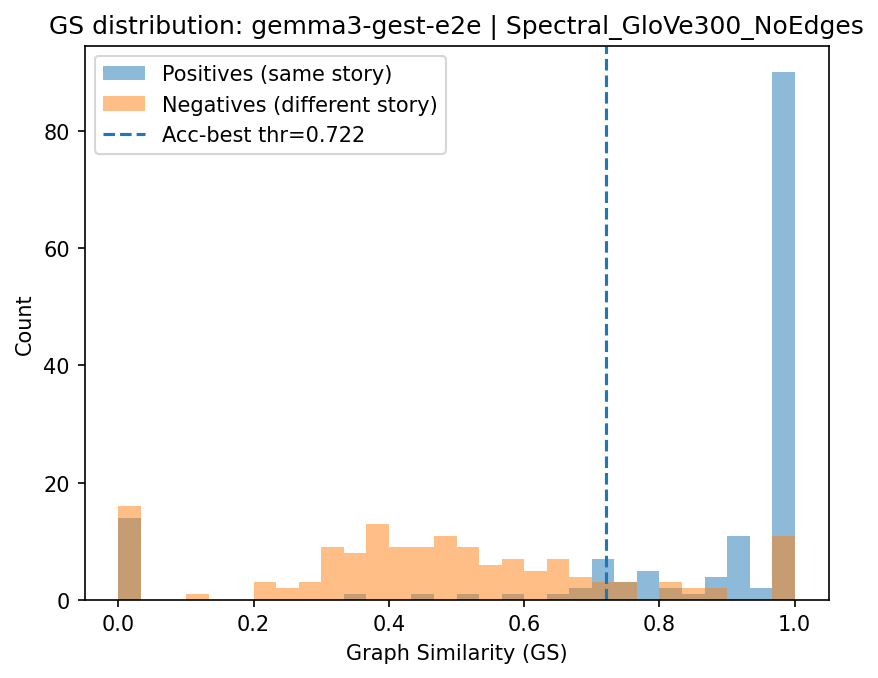 GS distribution: gemma3-gest-e2e | Spectral_GloVe300_NoEdges
Positives (same story)
Negatives (different story)
Acc-best thr=0.722
80
60
40
20
0
Count
0.0 0.2 0.4 0.6 0.8 1.0
Graph Similarity (GS)